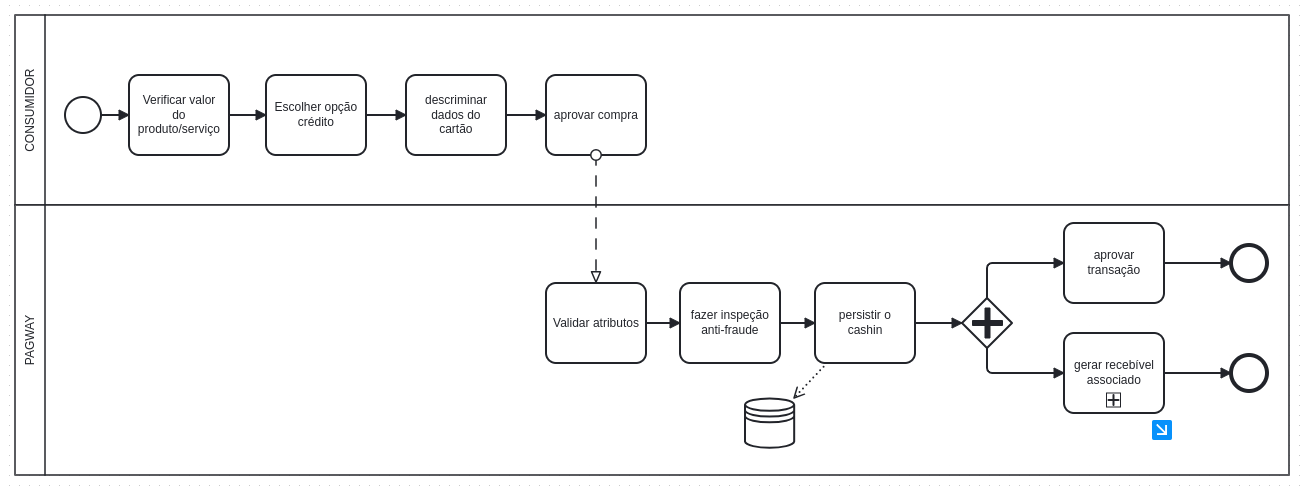 CONSUMIDOR
Verificar valor
do
produto/serviço
Escolher opção
crédito
descriminar
dados do
cartão
aprovar compra
PAGWAY
Validar atributos
fazer inspeção
anti-fraude
persistir o
cashin
aprovar
transação
gerar recebível
associado